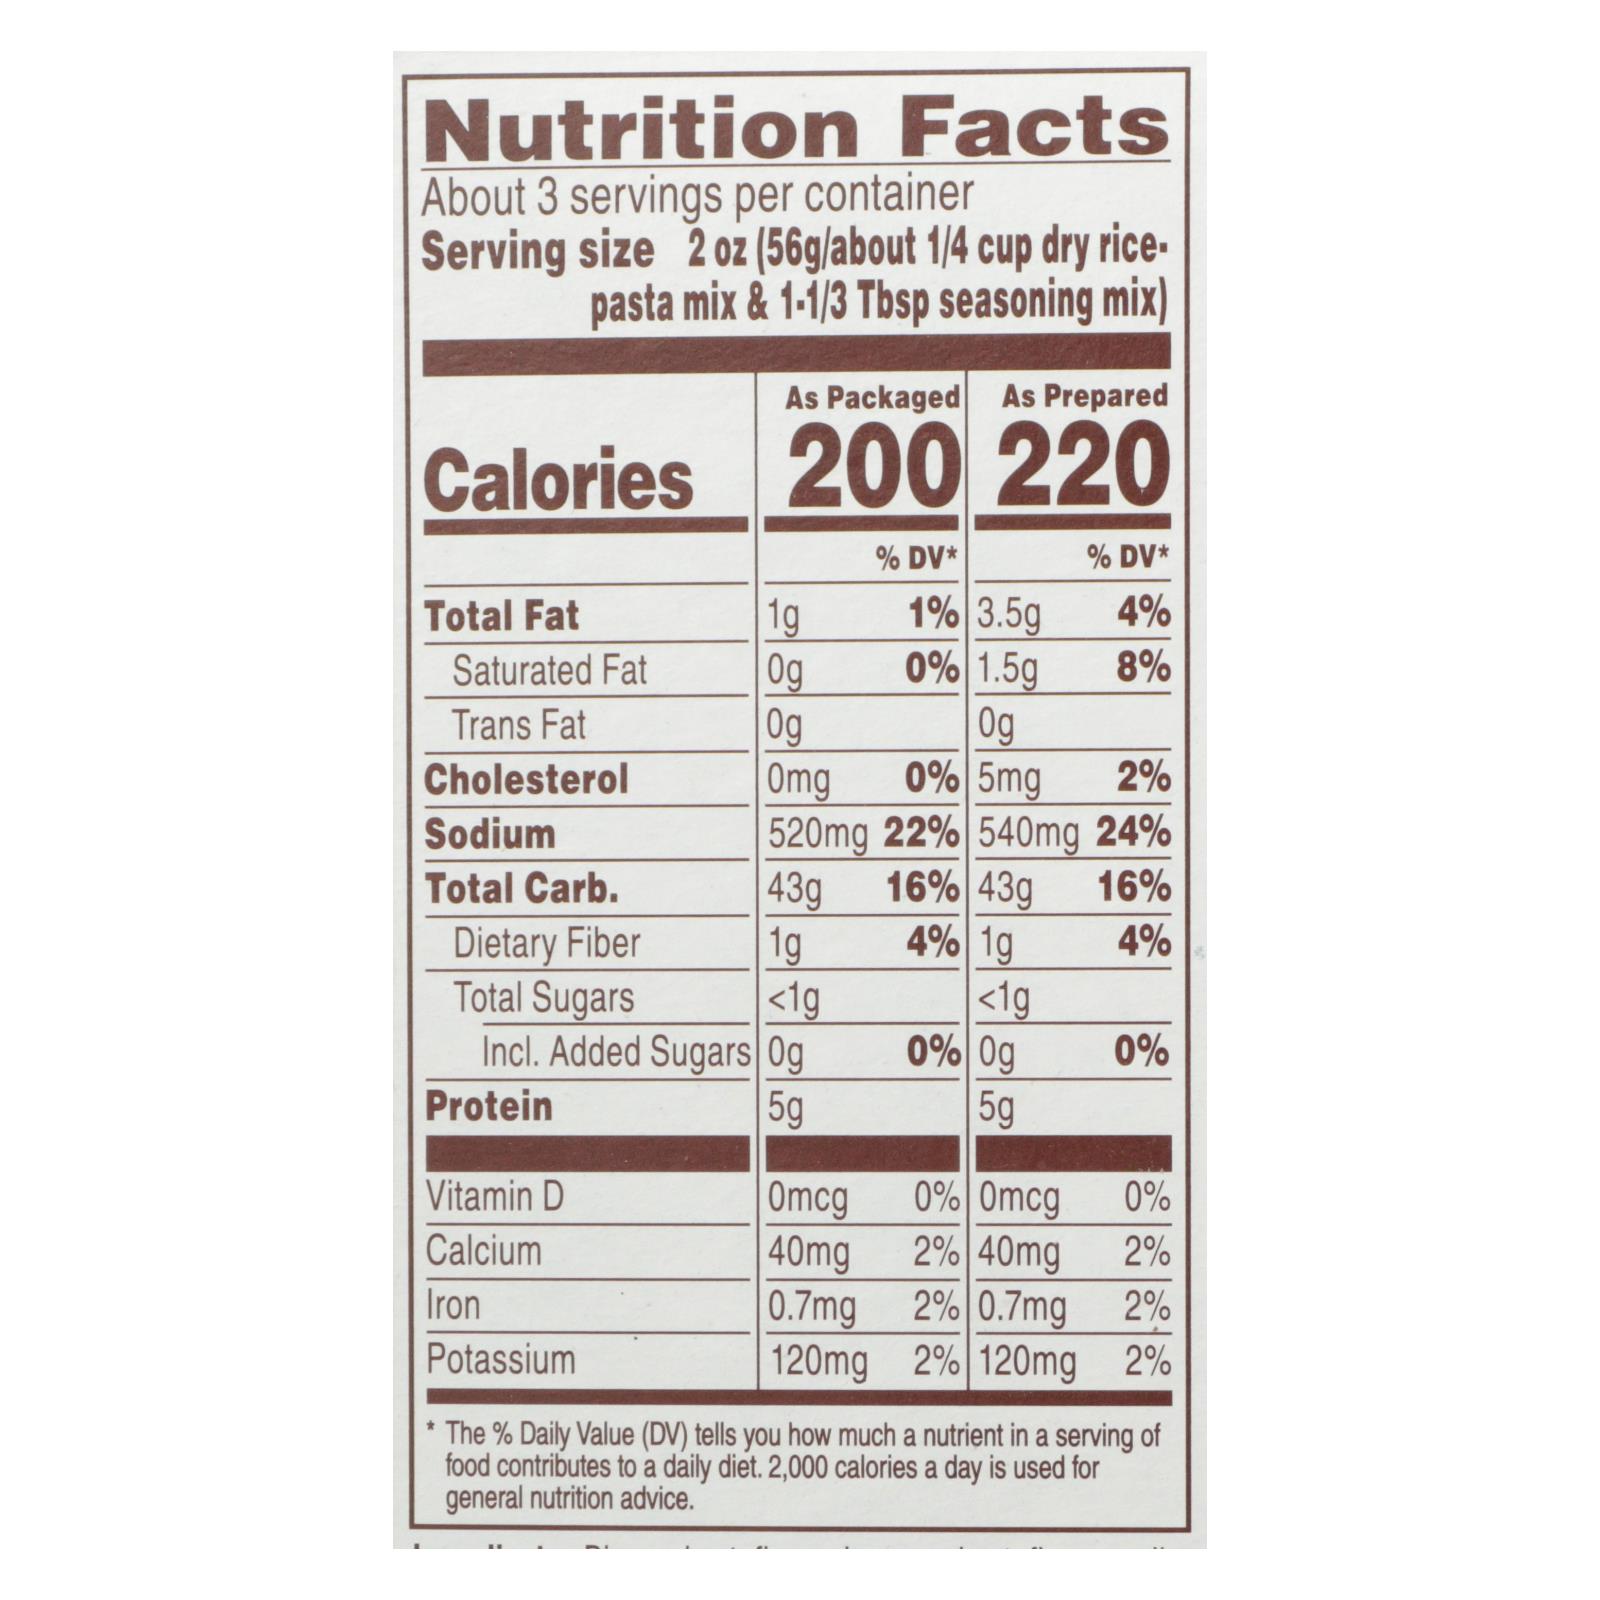 Nutrition Facts
About 3 servings per container
Serving size 2 oz (56g/about 1/4 cup dry rice-
pasta mix & 1-1/3 Tbsp seasoning mix)
As Packaged As Prepared
Calories 200 220
% DV* % DV*
Total Fat 1g 1% 3.5g 4%
Saturated Fat 0g 0% 1.5g 8%
Trans Fat 0g 0g
Cholesterol 0mg 0% 5mg 2%
Sodium 520mg 22% 540mg 24%
Total Carb. 43g 16% 43g 16%
Dietary Fiber 1g 4% 1g 4%
Total Sugars <1g <1g
Incl. Added Sugars 0g 0% 0g 0%
Protein 5g 5g
Vitamin D 0mcg 0% 0mcg 0%
Calcium 40mg 2% 40mg 2%
Iron 0.7mg 2% 0.7mg 2%
Potassium 120mg 2% 120mg 2%
* The % Daily Value (DV) tells you how much a nutrient in a serving of
food contributes to a daily diet. 2,000 calories a day is used for
general nutrition advice.